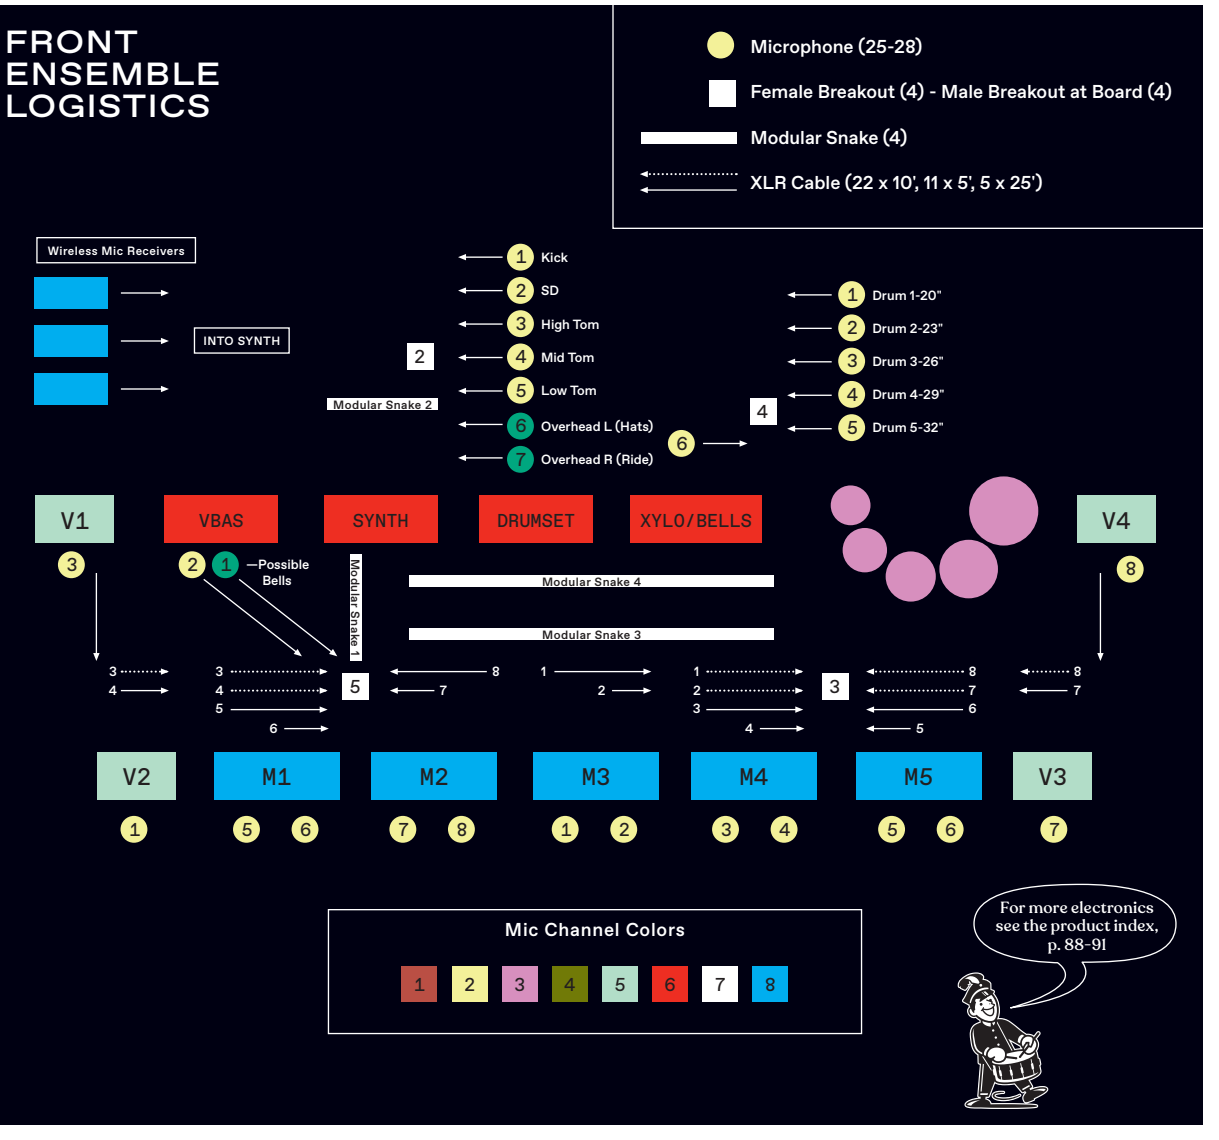 FRONT
ENSEMBLE
LOGISTICS
Microphone (25-28)
Female Breakout (4) - Male Breakout at Board (4)
Modular Snake (4)
XLR Cable (22 x 10', 11 x 5', 5 x 25')
Wireless Mic Receivers
INTO SYNTH
1 Kick
2 SD
3 High Tom
4 Mid Tom
5 Low Tom
6 Overhead L (Hats)
7 Overhead R (Ride)
2
Modular Snake 2
6
4
1 Drum 1-20"
2 Drum 2-23"
3 Drum 3-26"
4 Drum 4-29"
5 Drum 5-32"
V1
VBAS
SYNTH
DRUMSET
XYLO/BELLS
V4
3
2 1 —Possible
Bells
8
Modular Snake 1
Modular Snake 4
Modular Snake 3
3 3 8 1 1 8 8
4 4 5 7 2 2 3 7 7
5 3 6
6 4 5
V2 M1 M2 M3 M4 M5 V3
1 5 6 7 8 1 2 3 4 5 6 7
Mic Channel Colors
1 2 3 4 5 6 7 8
For more electronics
see the product index,
p. 88-91